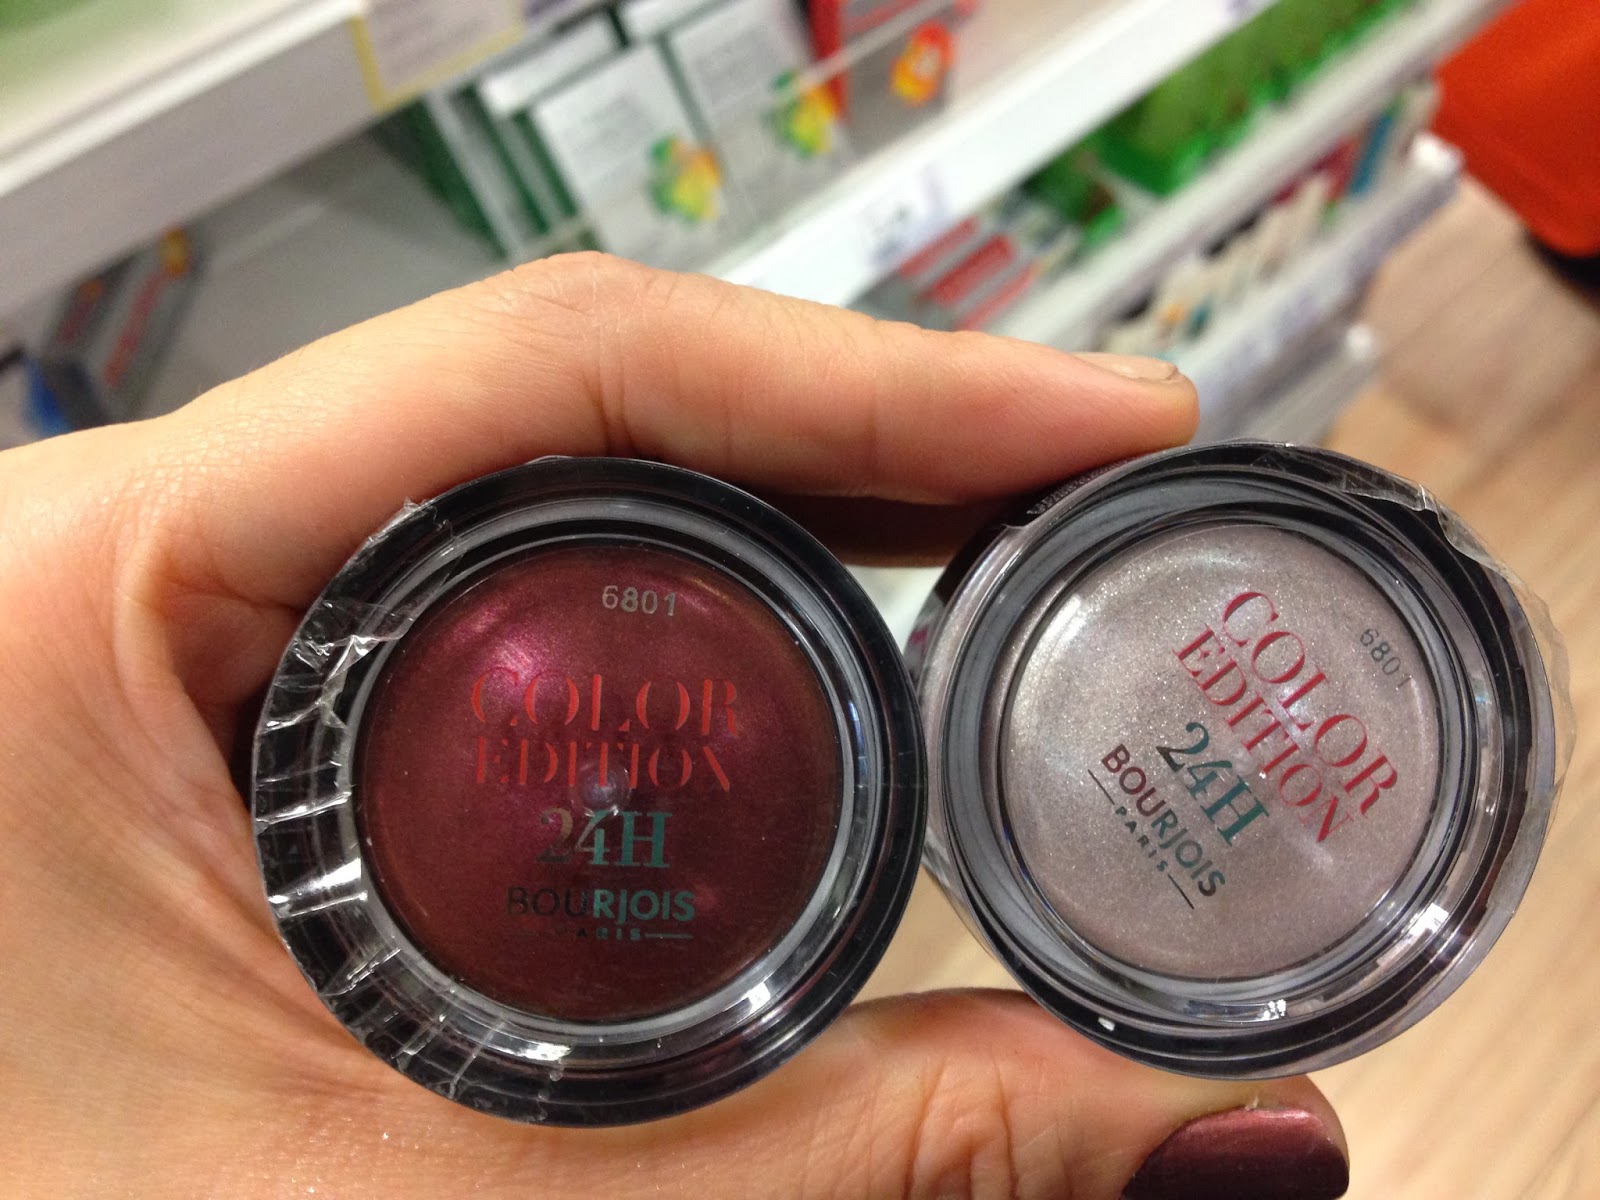 6801
COLOR
EDITION
24H
BOURJOIS
PARIS
6801
COLOR
EDITION
24H
BOURJOIS
PARIS